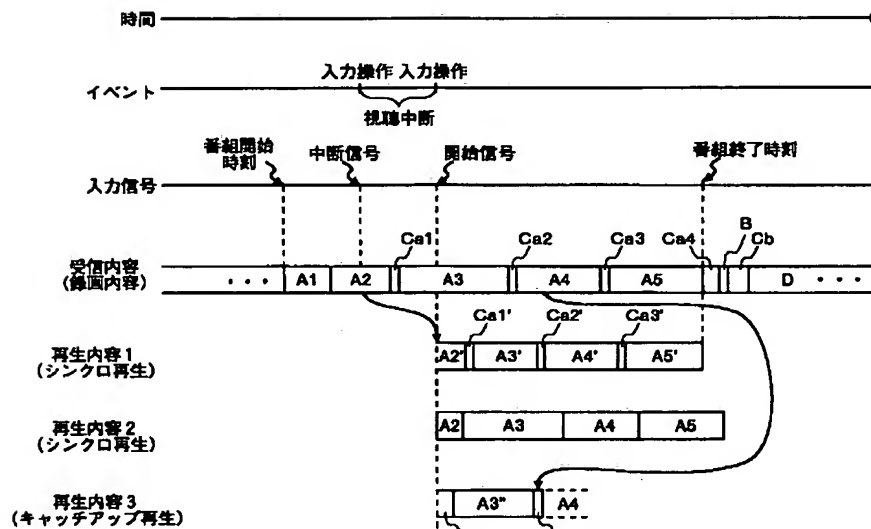 時間
イベント
入力操作 入力操作
視聴中断
番組開始
時刻
中断信号
開始信号
番組終了時刻
入力信号
受信内容
(録画内容)
Ca1
Ca2
Ca3
Ca4
B
Cb
・・・
A1
A2
A3
A4
A5
D
・・・
再生内容1
(シンクロ再生)
Ca1'
Ca2'
Ca3'
A2'
A3'
A4'
A5'
再生内容2
(シンクロ再生)
A2
A3
A4
A5
再生内容3
(キャッチアップ再生)
A3"
A4